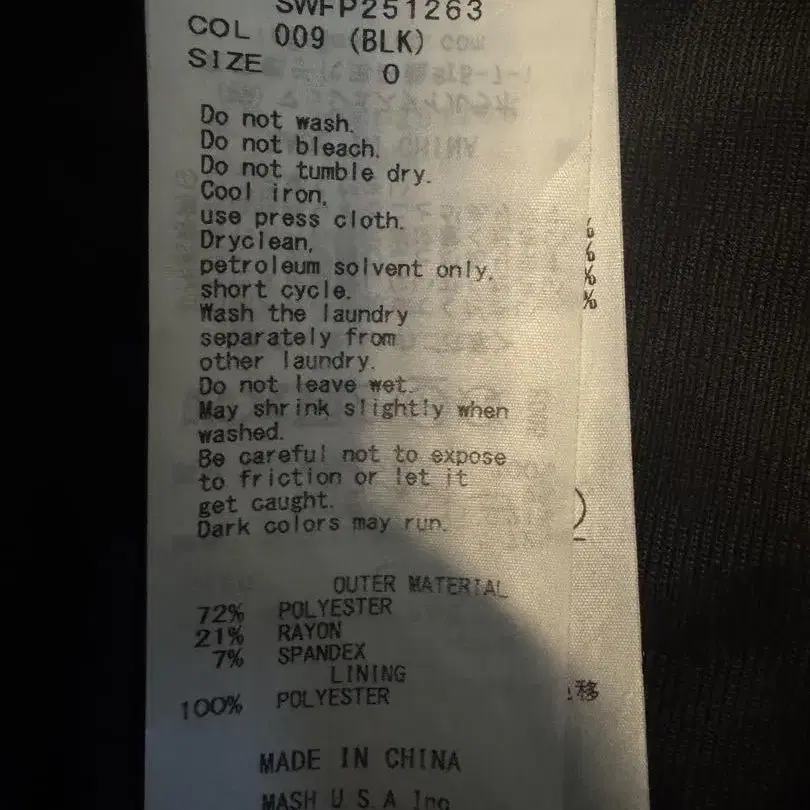 SWFP251263
COL 009 (BLK)
SIZE 0
Do not wash.
Do not bleach.
Do not tumble dry.
Cool iron,
use press cloth.
Dryclean,
petroleum solvent only,
short cycle.
Wash the laundry
separately from
other laundry.
Do not leave wet.
May shrink slightly when
washed.
Be careful not to expose
to friction or let it
get caught.
Dark colors may run.
OUTER MATERIAL
72% POLYESTER
21% RAYON
7% SPANDEX
LINING
100% POLYESTER
MADE IN CHINA
MASH U.S.A Inc
%
%
移